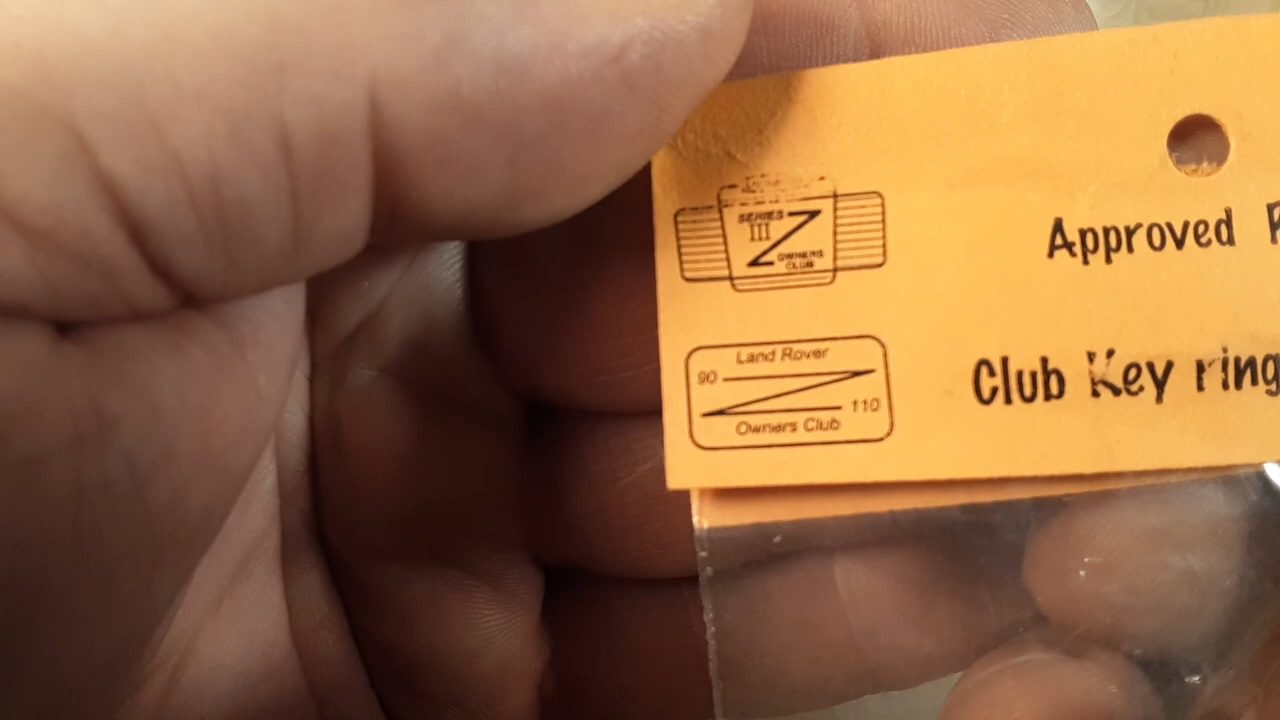 SERIES
III
OWNERS
CLUB
Land Rover
90
110
Owners Club
Approved
Club Key ring